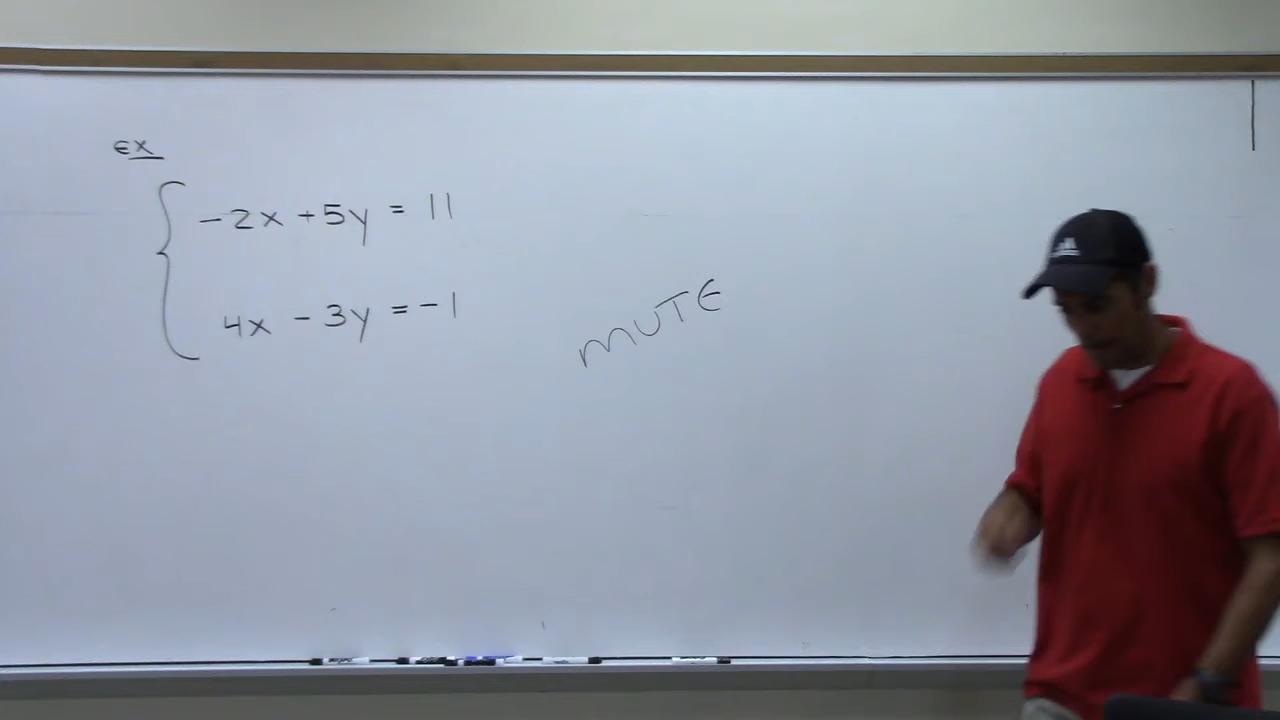 ex
-2x + 5y = 11
4x - 3y = -1
MUTE